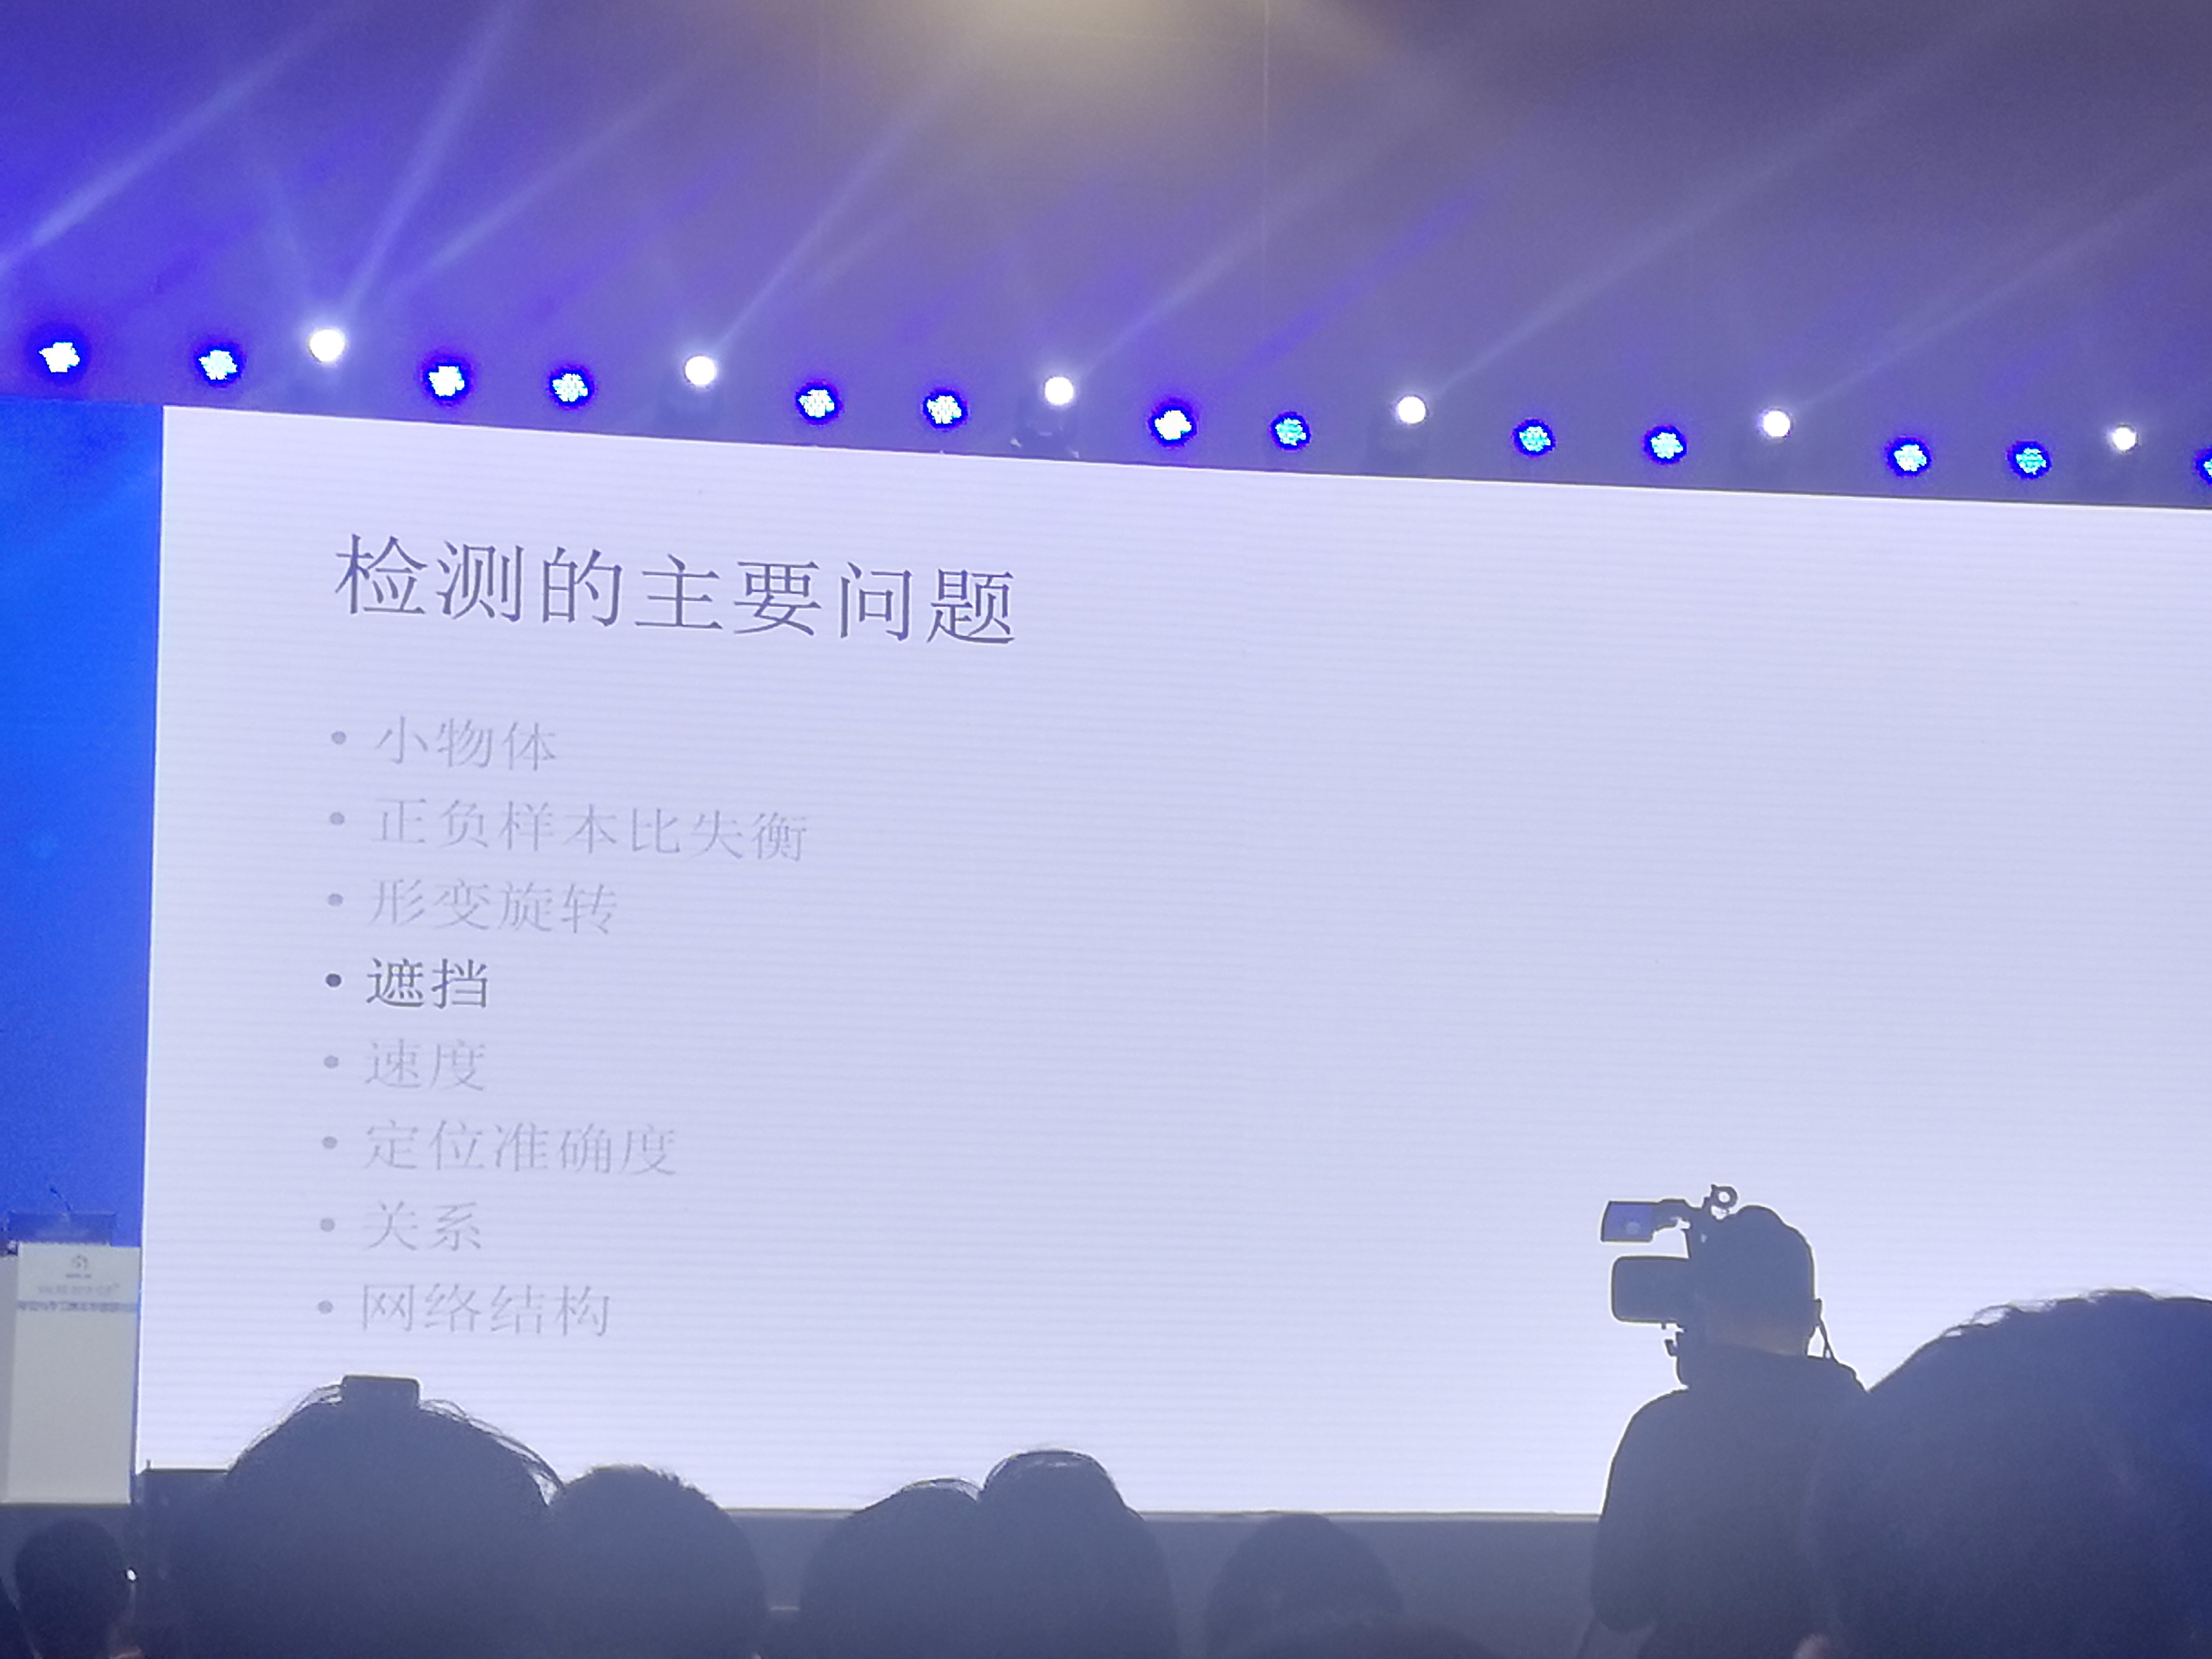 检测的主要问题
• 小物体
• 正负样本比失衡
• 形变旋转
• 遮挡
• 速度
• 定位准确度
• 关系
• 网络结构